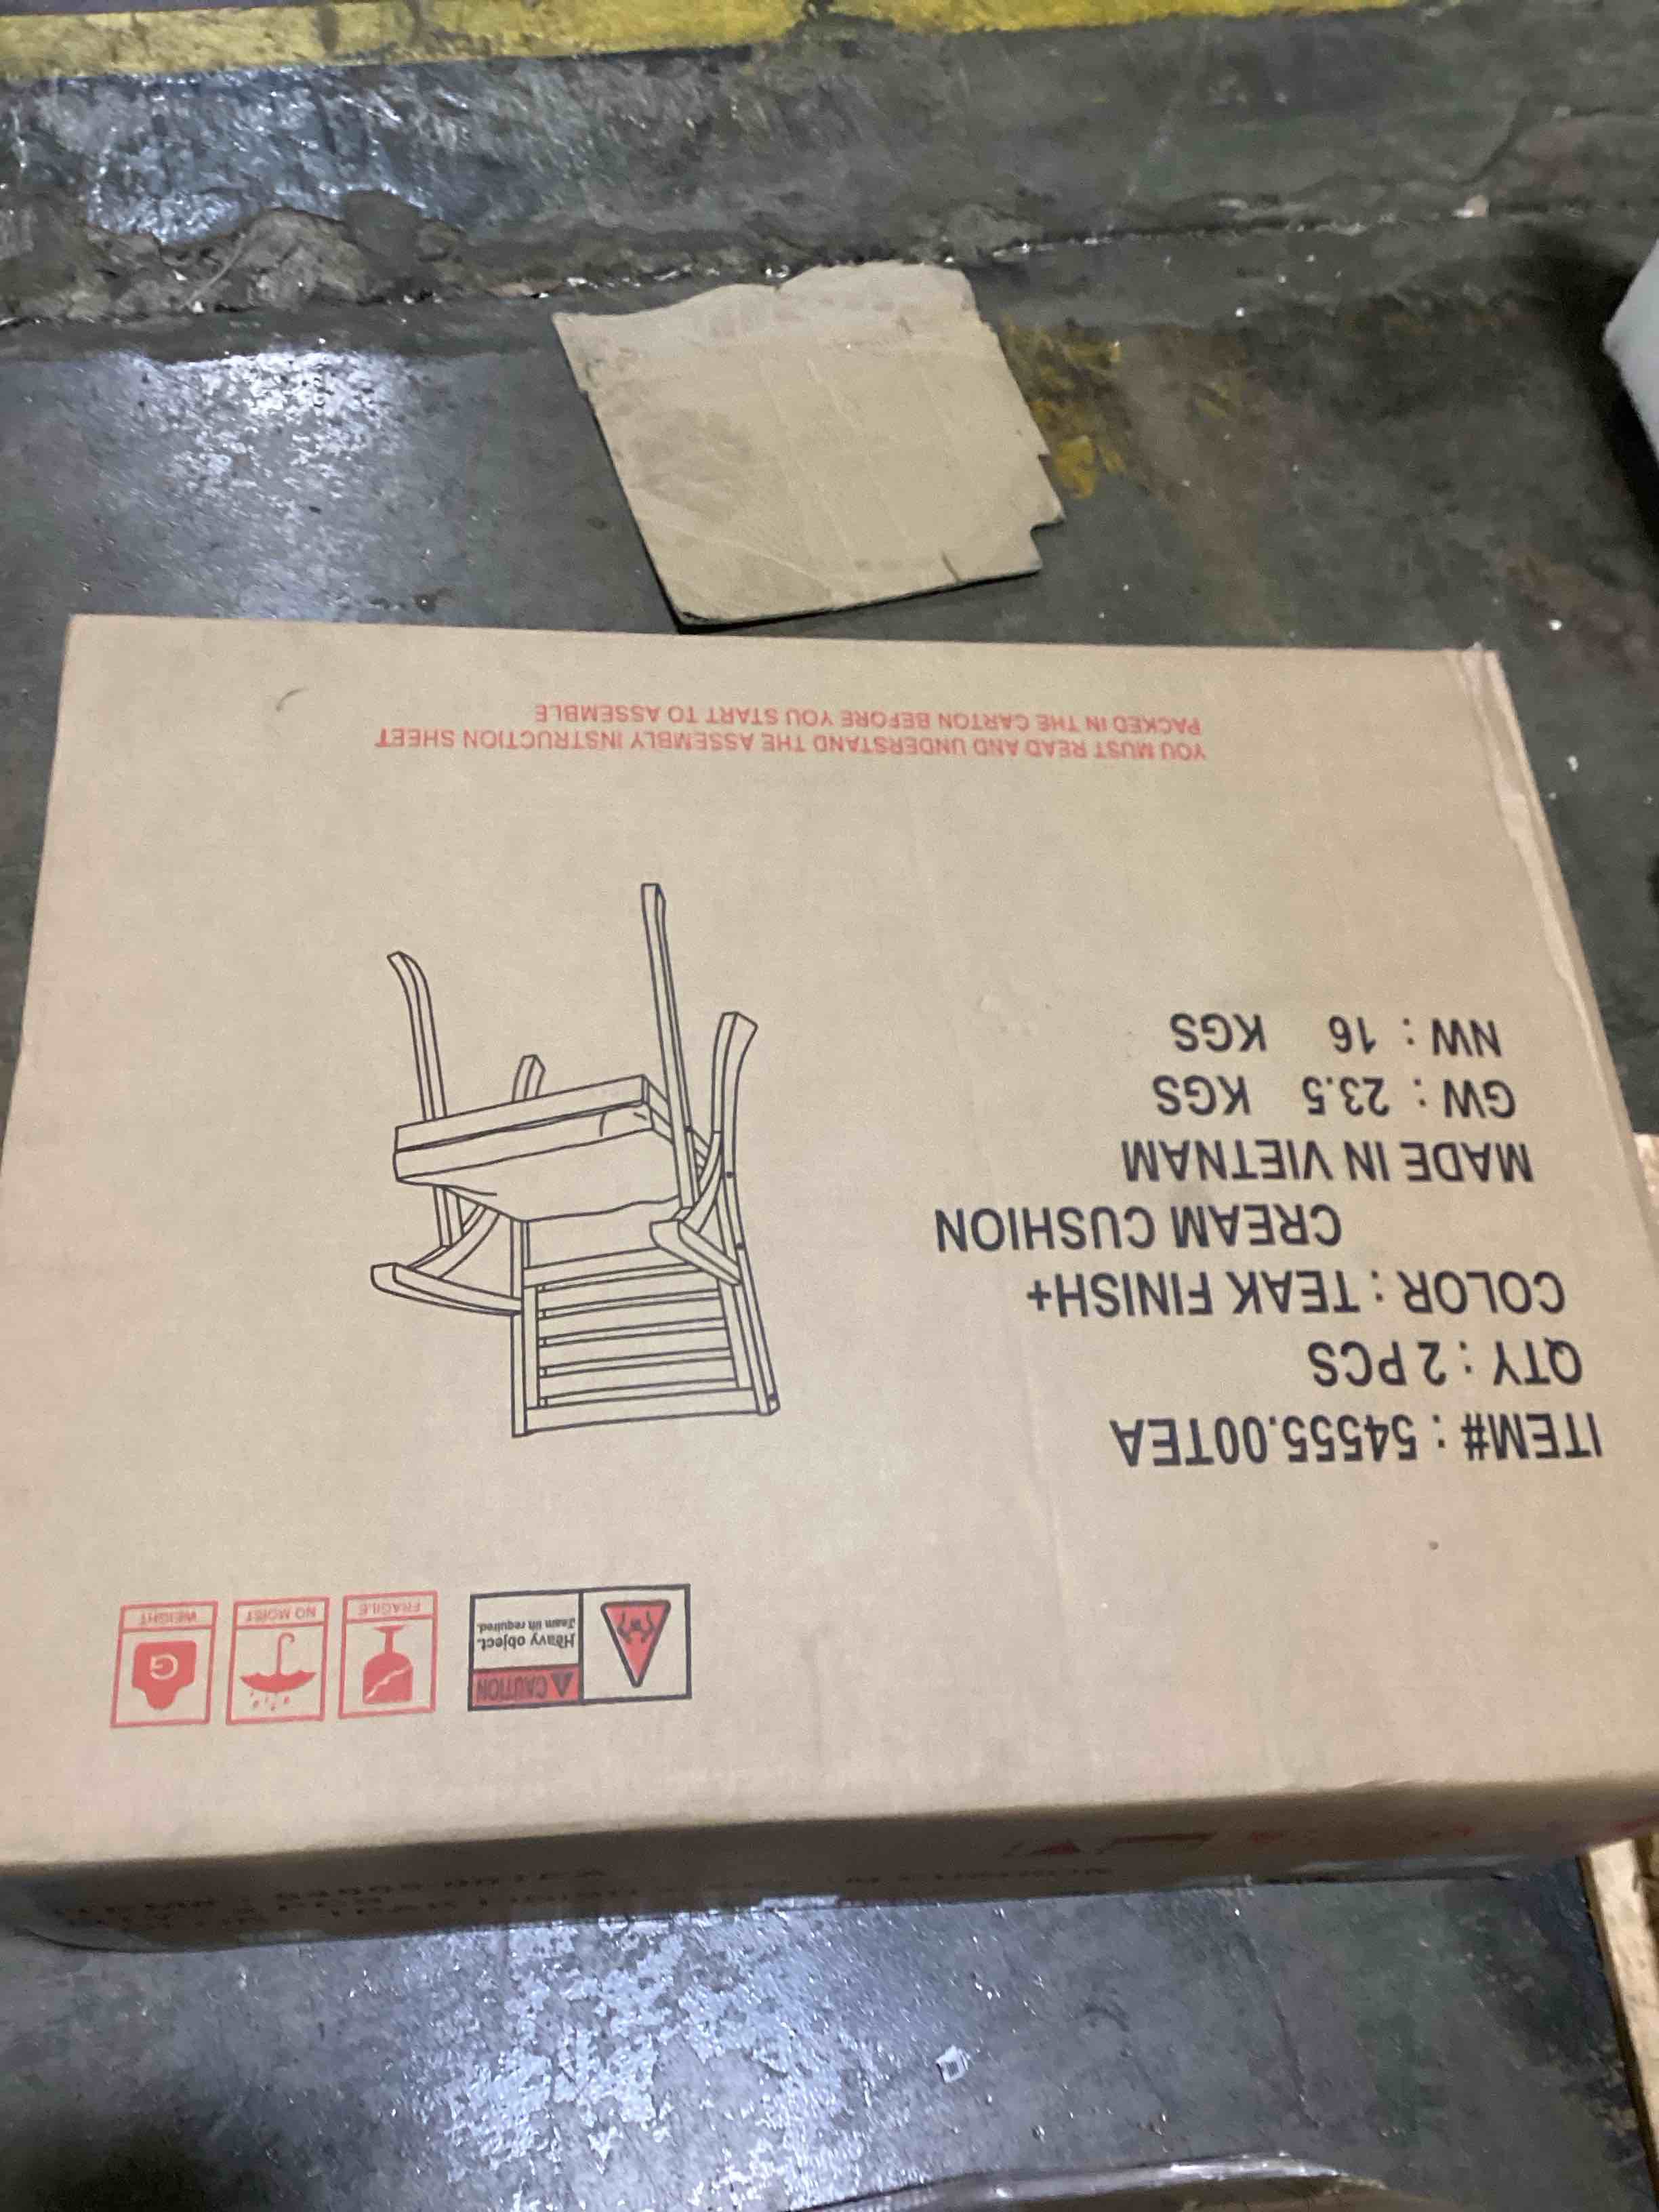 CAUTION
Heavy object.
Team lift required.
FRAGILE
NO MOIST
WEIGHT
G
ITEM# : 54555.00TEA
QTY : 2 PCS
COLOR : TEAK FINISH+
CREAM CUSHION
MADE IN VIETNAM
GW : 23.5 KGS
NW : 16 KGS
YOU MUST READ AND UNDERSTAND THE ASSEMBLY INSTRUCTION SHEET
PACKED IN THE CARTON BEFORE YOU START TO ASSEMBLE